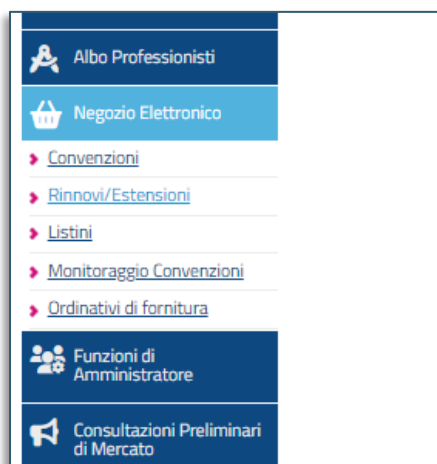 Albo Professionisti
Negozio Elettronico
Convenzioni
Rinnovi/Estensioni
Listini
Monitoraggio Convenzioni
Ordinativi di fornitura
Funzioni di
Amministratore
Consultazioni Preliminari
di Mercato